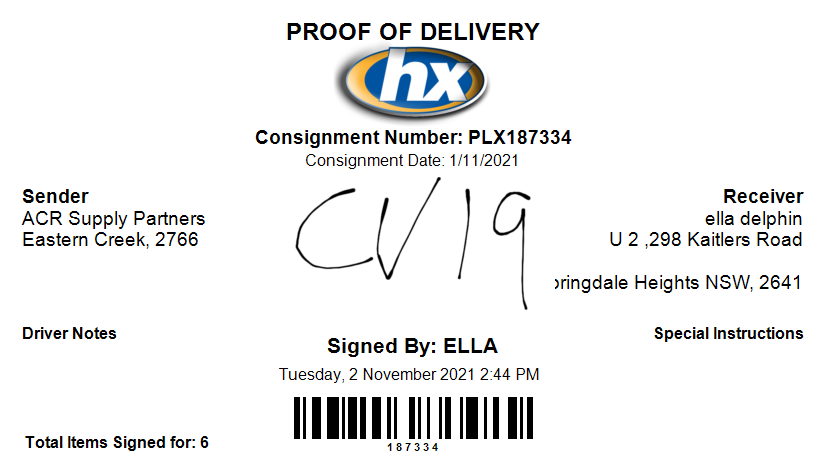 PROOF OF DELIVERY
hx
Consignment Number: PLX187334
Consignment Date: 1/11/2021
Sender
ACR Supply Partners
Eastern Creek, 2766
CV19
Receiver
ella delphin
U 2 ,298 Kaitlers Road
pringdale Heights NSW, 2641
Driver Notes
Special Instructions
Signed By: ELLA
Tuesday, 2 November 2021 2:44 PM
187334
Total Items Signed for: 6